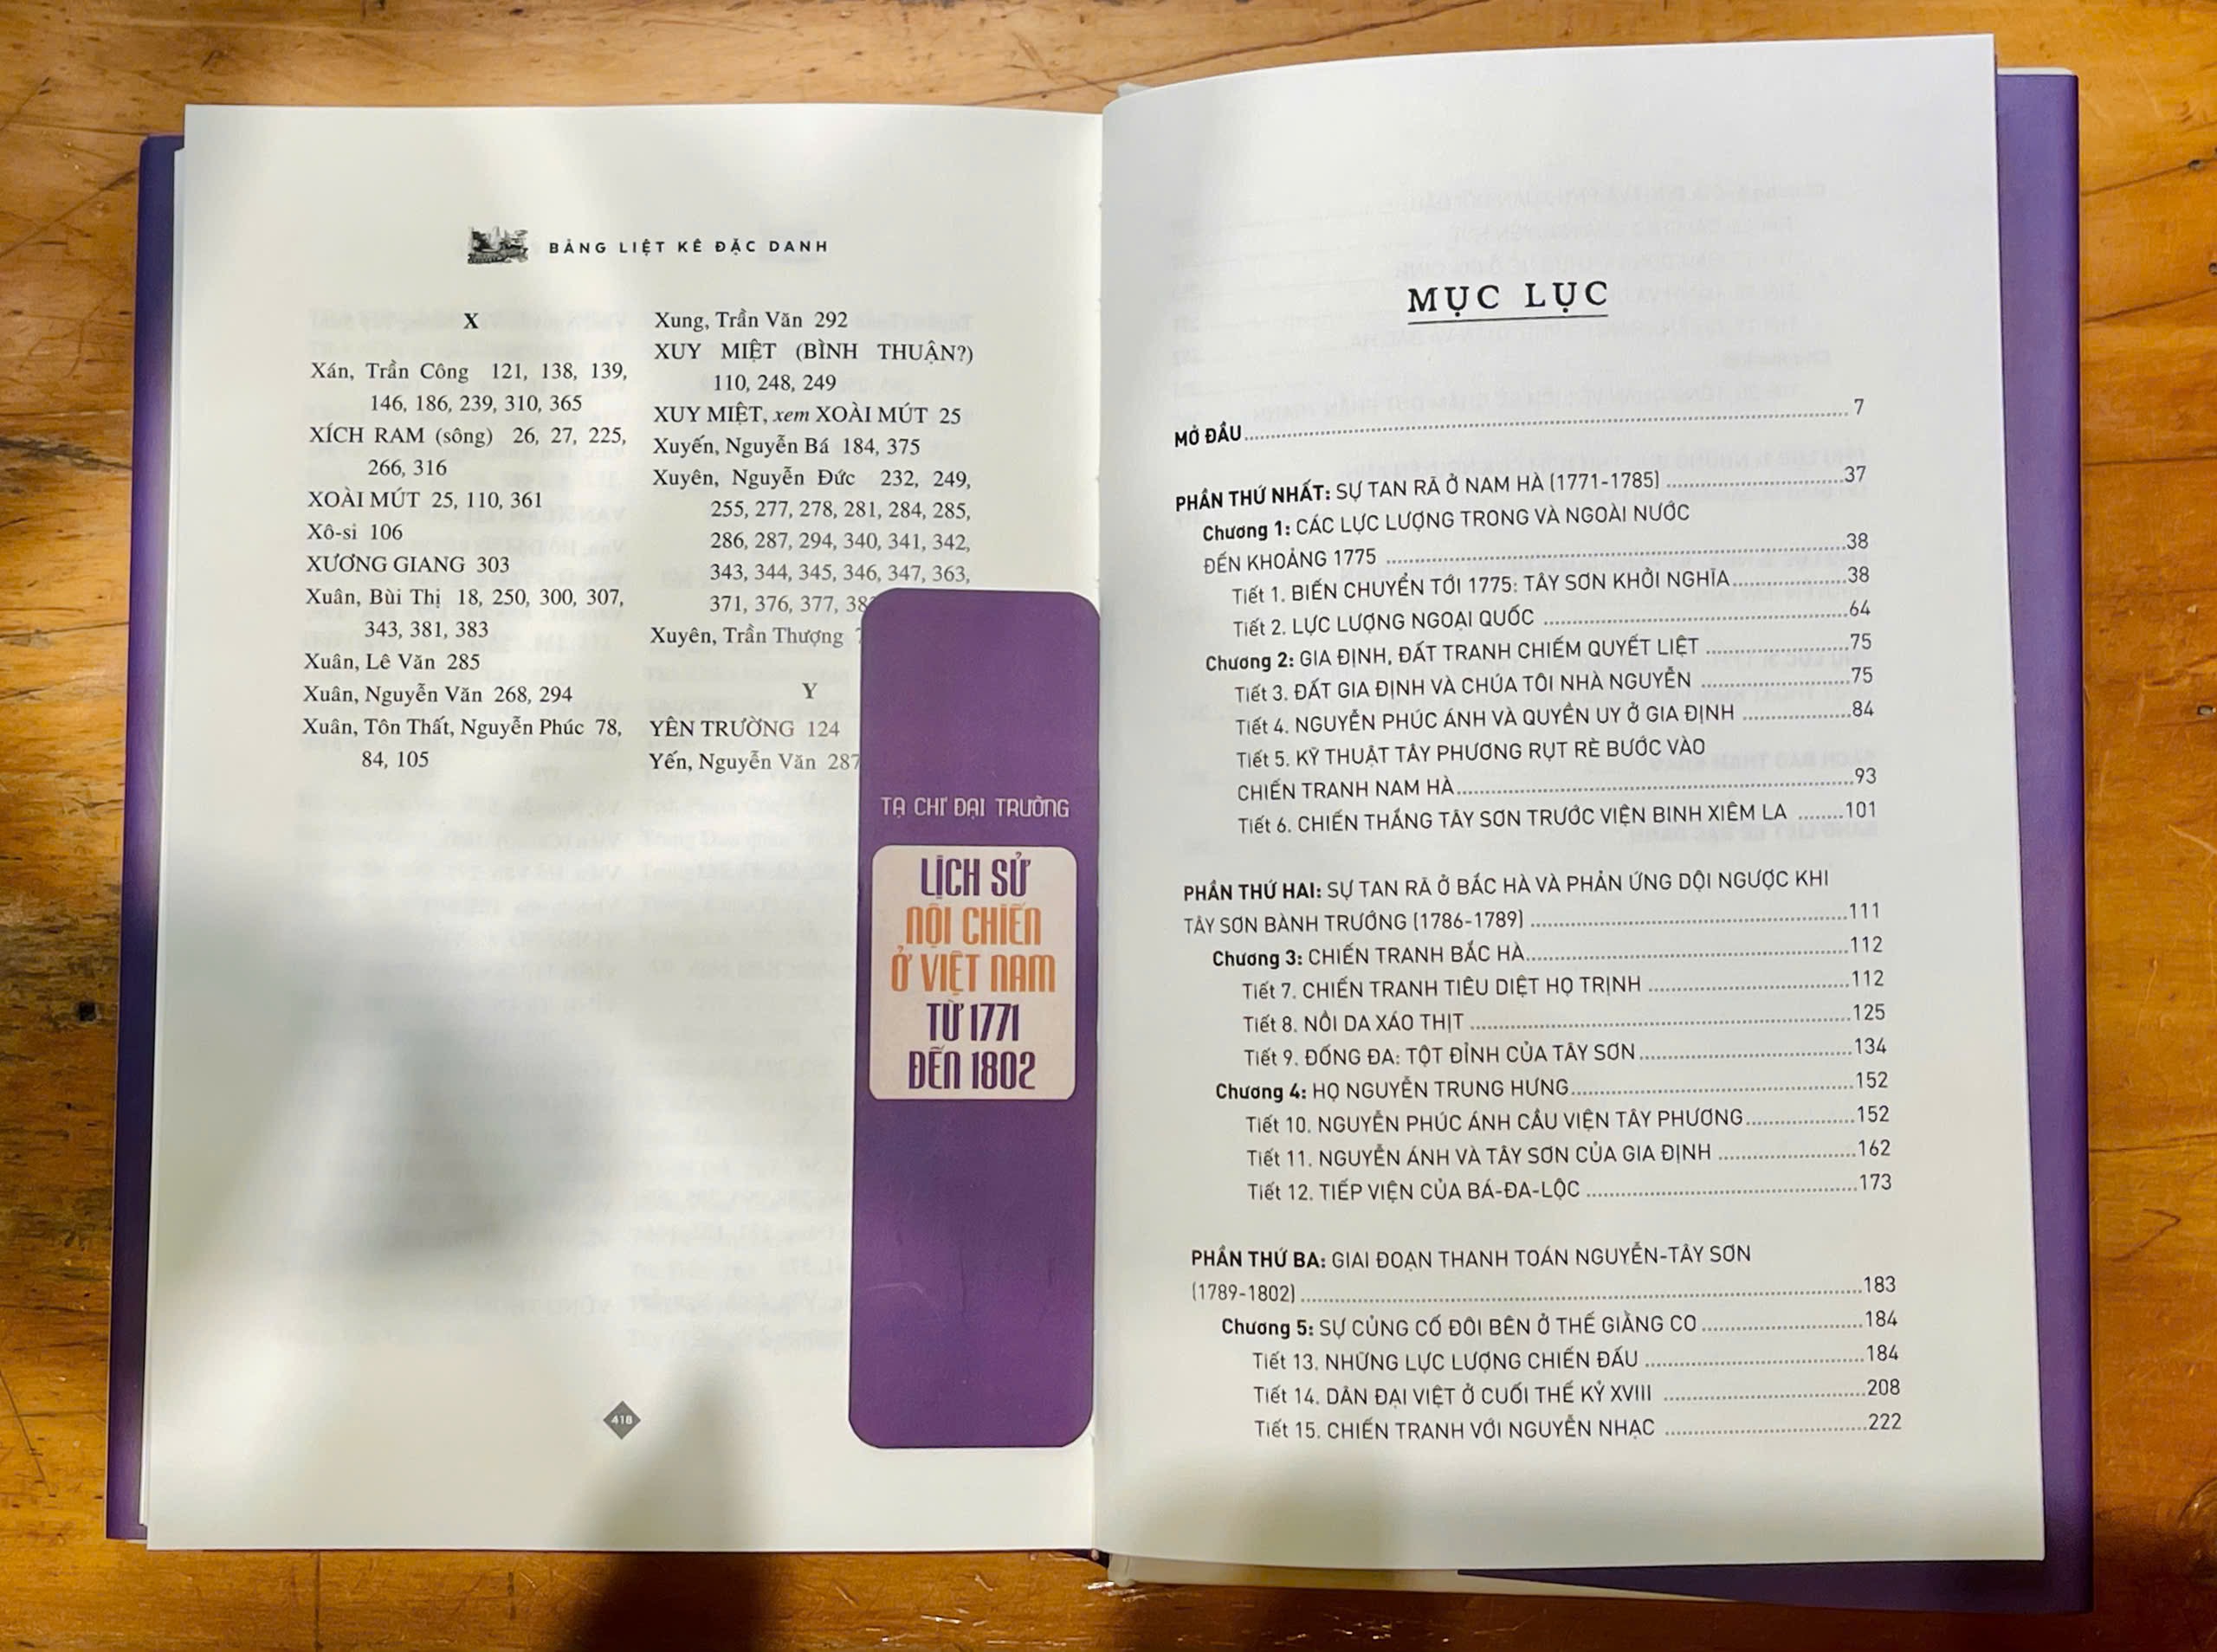 BẢNG LIỆT KÊ ĐẶC DANH
X
Xán, Trần Công 121, 138, 139,
146, 186, 239, 310, 365
XÍCH RAM (sông) 26, 27, 225,
266, 316
XOÀI MÚT 25, 110, 361
Xô-si 106
XƯƠNG GIANG 303
Xuân, Bùi Thị 18, 250, 300, 307,
343, 381, 383
Xuân, Lê Văn 285
Xuân, Nguyễn Văn 268, 294
Xuân, Tôn Thất, Nguyễn Phúc 78,
84, 105
Xung, Trần Văn 292
XUY MIỆT (BÌNH THUẬN?)
110, 248, 249
XUY MIỆT, xem XOÀI MÚT 25
Xuyến, Nguyễn Bá 184, 375
Xuyên, Nguyễn Đức 232, 249,
255, 277, 278, 281, 284, 285,
286, 287, 294, 340, 341, 342,
343, 344, 345, 346, 347, 363,
371, 376, 377,
Xuyên, Trần Thượng
Y
YÊN TRƯỜNG 124
Yến, Nguyễn Văn 287
418
TẠ CHÍ ĐẠI TRƯỜNG
LỊCH SỬ
NỘI CHIẾN
Ở VIỆT NAM
TỪ 1771
ĐẾN 1802
MỤC LỤC
MỞ ĐẦU 7
PHẦN THỨ NHẤT: SỰ TAN RÃ Ở NAM HÀ (1771-1785) 37
Chương 1: CÁC LỰC LƯỢNG TRONG VÀ NGOÀI NƯỚC
ĐẾN KHOẢNG 1775 38
Tiết 1. BIẾN CHUYỂN TỚI 1775: TÂY SƠN KHỞI NGHĨA 38
Tiết 2. LỰC LƯỢNG NGOẠI QUỐC 64
Chương 2: GIA ĐỊNH, ĐẤT TRANH CHIẾM QUYẾT LIỆT 75
Tiết 3. ĐẤT GIA ĐỊNH VÀ CHÚA TÔI NHÀ NGUYỄN 75
Tiết 4. NGUYỄN PHÚC ÁNH VÀ QUYỀN UY Ở GIA ĐỊNH 84
Tiết 5. KỸ THUẬT TÂY PHƯƠNG RỤT RÈ BƯỚC VÀO
CHIẾN TRANH NAM HÀ 93
Tiết 6. CHIẾN THẮNG TÂY SƠN TRƯỚC VIỆN BINH XIÊM LA 101
PHẦN THỨ HAI: SỰ TAN RÃ Ở BẮC HÀ VÀ PHẢN ỨNG DỘI NGƯỢC KHI
TÂY SƠN BÀNH TRƯỚNG (1786-1789) 111
Chương 3: CHIẾN TRANH BẮC HÀ 112
Tiết 7. CHIẾN TRANH TIÊU DIỆT HỌ TRỊNH 112
Tiết 8. NỒI DA XÁO THỊT 125
Tiết 9. ĐỐNG ĐA: TỘT ĐỈNH CỦA TÂY SƠN 134
Chương 4: HỌ NGUYỄN TRUNG HƯNG 152
Tiết 10. NGUYỄN PHÚC ÁNH CẦU VIỆN TÂY PHƯƠNG 152
Tiết 11. NGUYỄN ÁNH VÀ TÂY SƠN CỦA GIA ĐỊNH 162
Tiết 12. TIẾP VIỆN CỦA BÁ-ĐA-LỘC 173
PHẦN THỨ BA: GIAI ĐOẠN THANH TOÁN NGUYỄN-TÂY SƠN
(1789-1802) 183
Chương 5: SỰ CỦNG CỐ ĐÔI BÊN Ở THẾ GIẰNG CO 184
Tiết 13. NHỮNG LỰC LƯỢNG CHIẾN ĐẤU 184
Tiết 14. DÂN ĐẠI VIỆT Ở CUỐI THẾ KỶ XVIII 208
Tiết 15. CHIẾN TRANH VỚI NGUYỄN NHẠC 222